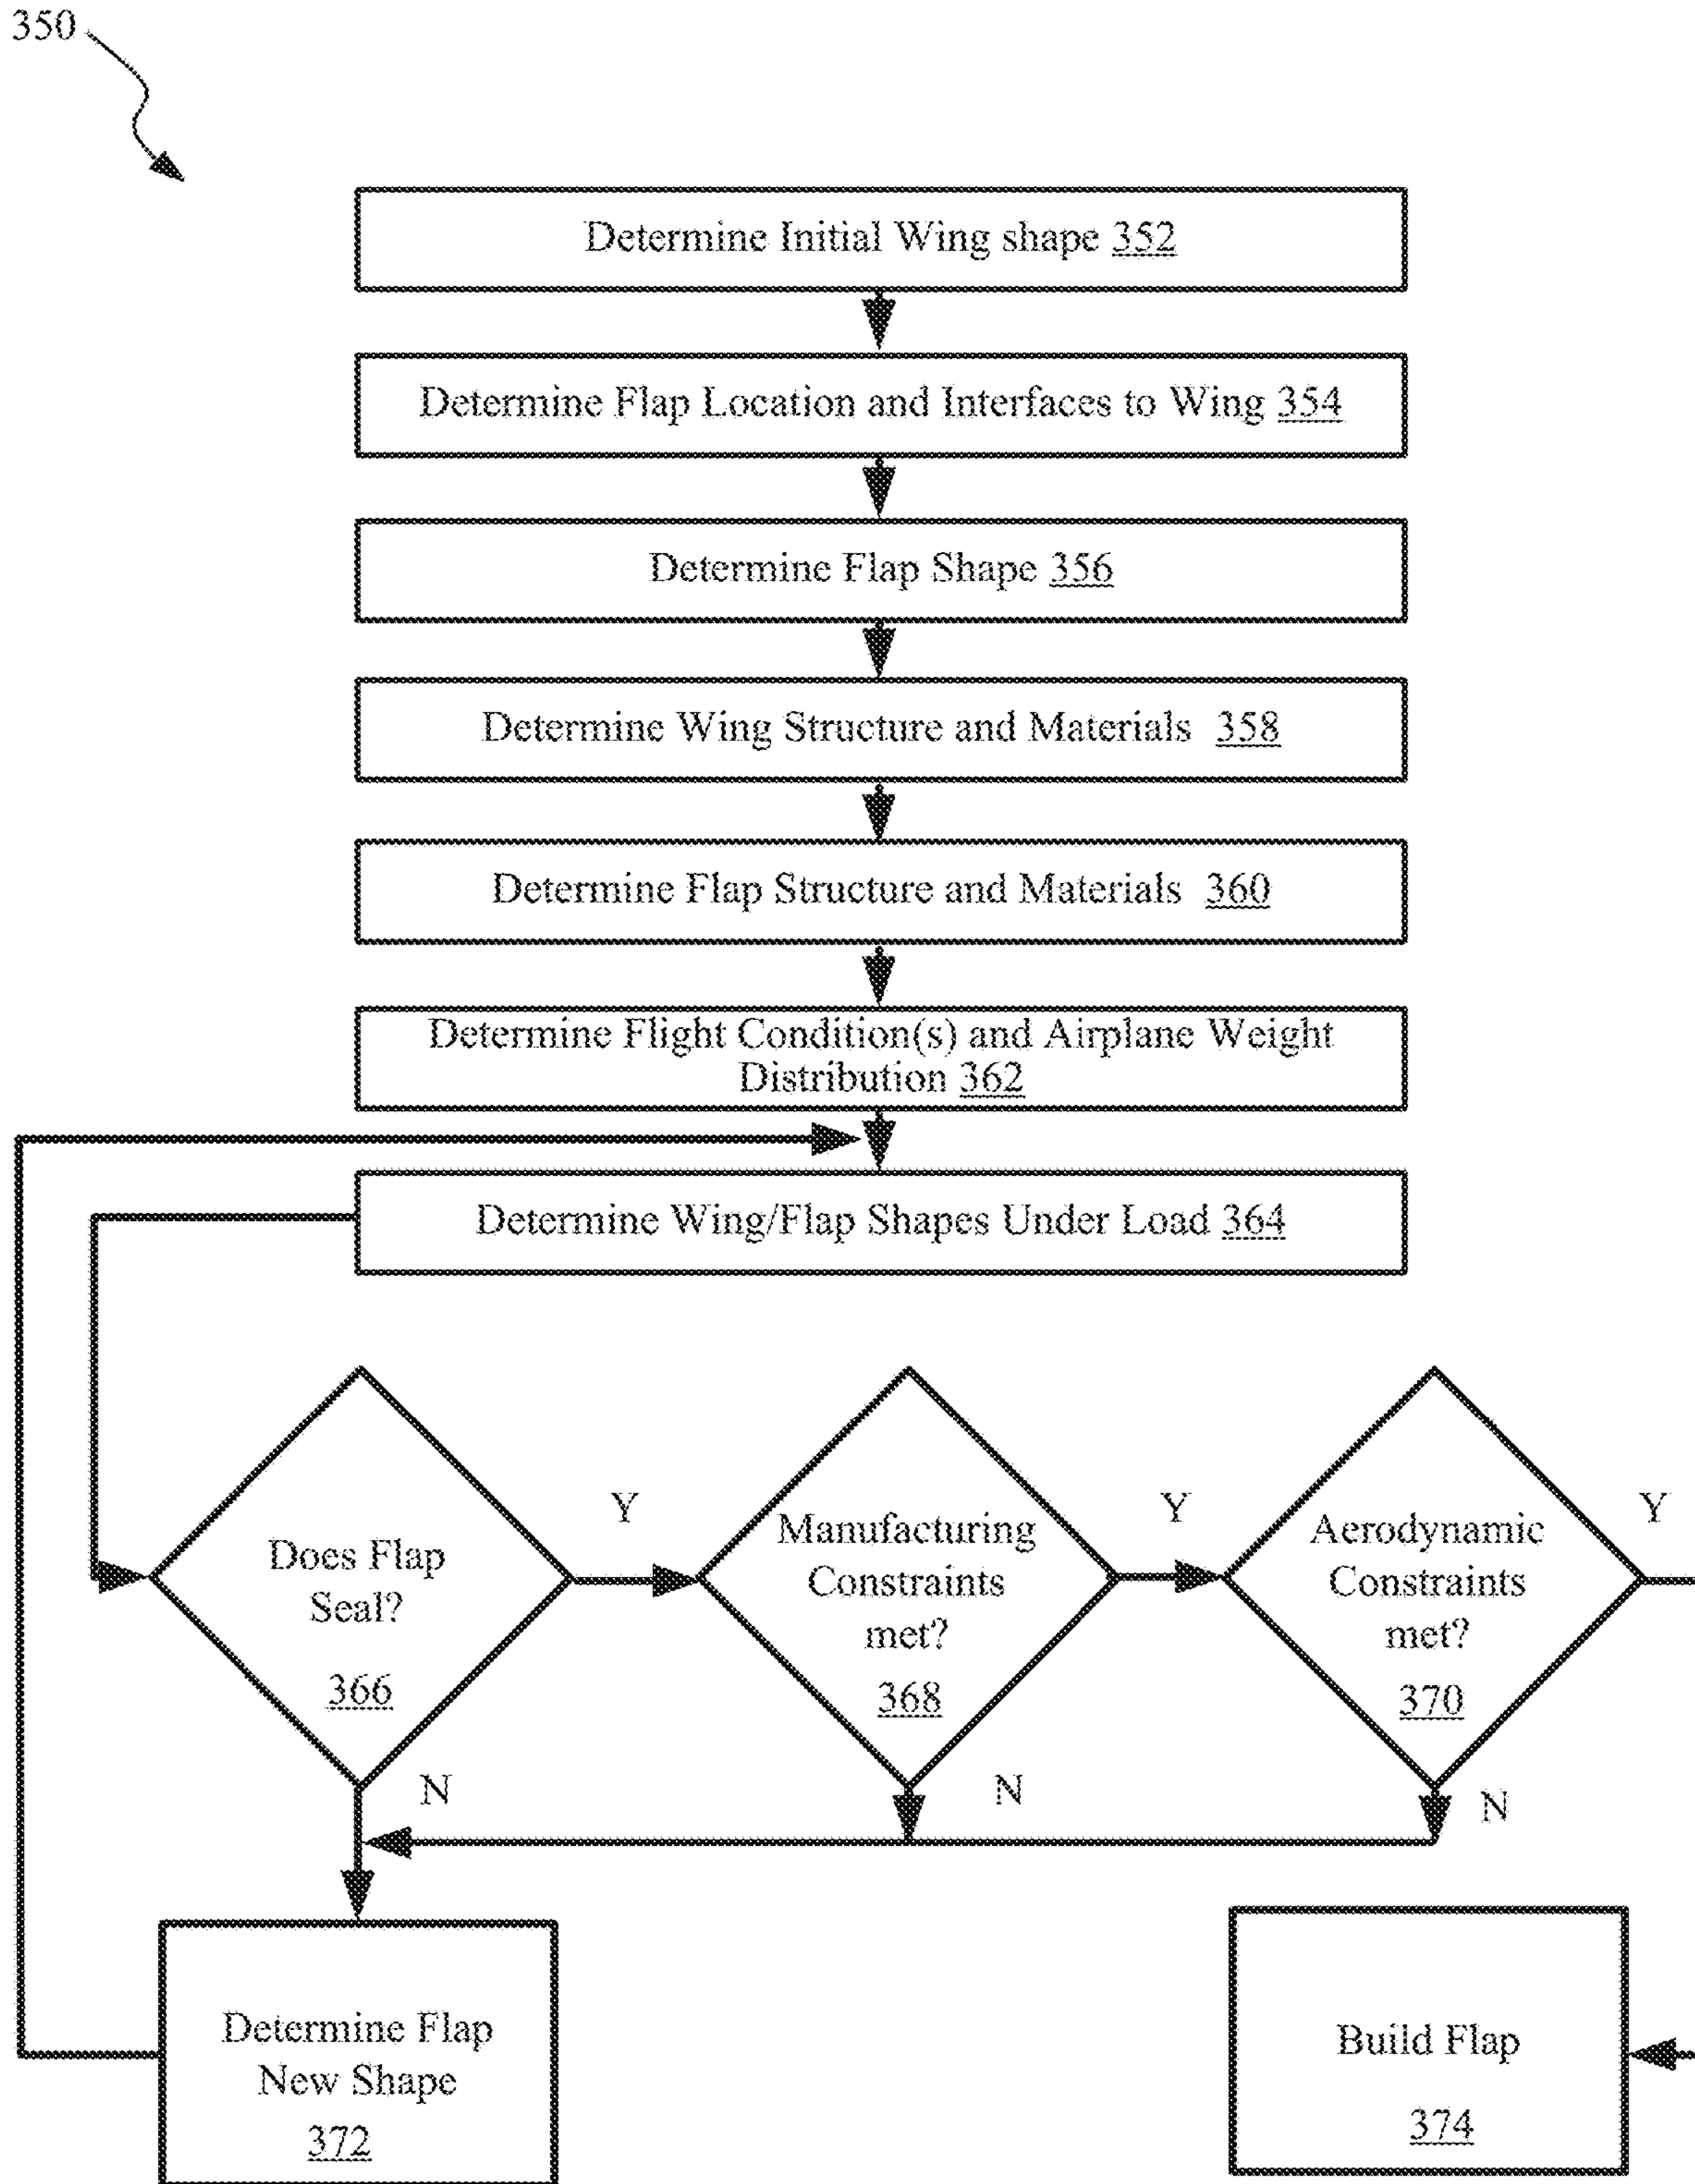 350
Determine Initial Wing shape 352
Determine Flap Location and Interfaces to Wing 354
Determine Flap Shape 356
Determine Wing Structure and Materials 358
Determine Flap Structure and Materials 360
Determine Flight Condition(s) and Airplane Weight
Distribution 362
Determine Wing/Flap Shapes Under Load 364
Does Flap
Seal?
366
Y
N
Manufacturing
Constraints
met?
368
Y
N
Aerodynamic
Constraints
met?
370
Y
N
Determine Flap
New Shape
372
Build Flap
374